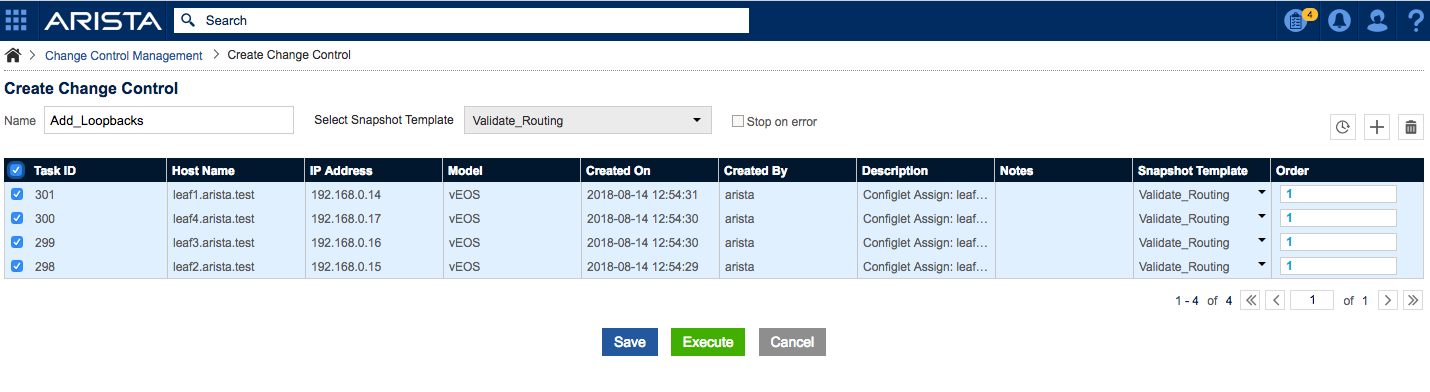 ARISTA Search 4 ?
Change Control Management > Create Change Control
Create Change Control
Name Add_Loopbacks Select Snapshot Template Validate_Routing Stop on error
Task ID Host Name IP Address Model Created On Created By Description Notes Snapshot Template Order
301 leaf1.arista.test 192.168.0.14 vEOS 2018-08-14 12:54:31 arista Configlet Assign: leaf… Validate_Routing 1
300 leaf4.arista.test 192.168.0.17 vEOS 2018-08-14 12:54:30 arista Configlet Assign: leaf… Validate_Routing 1
299 leaf3.arista.test 192.168.0.16 vEOS 2018-08-14 12:54:30 arista Configlet Assign: leaf… Validate_Routing 1
298 leaf2.arista.test 192.168.0.15 vEOS 2018-08-14 12:54:29 arista Configlet Assign: leaf… Validate_Routing 1
1 - 4 of 4 1 of 1
Save Execute Cancel